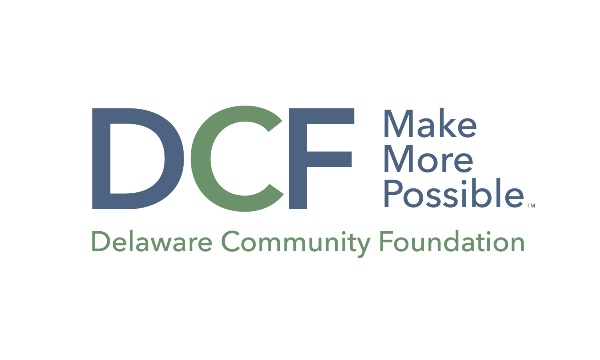 DCF
Make
More
Possible™
Delaware Community Foundation